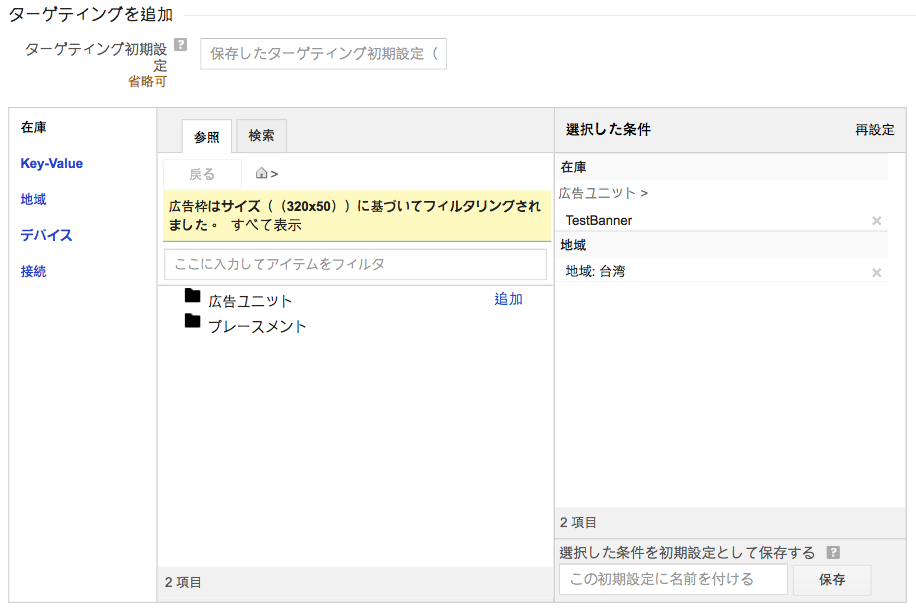 ターゲティングを追加
ターゲティング初期設 ?
定
省略可
保存したターゲティング初期設定（
在庫
Key-Value
地域
デバイス
接続
参照 検索
戻る >
広告枠はサイズ（（320x50））に基づいてフィルタリングされ
ました。 すべて表示
ここに入力してアイテムをフィルタ
広告ユニット 追加
プレースメント
2 項目
選択した条件 再設定
在庫
広告ユニット >
TestBanner ×
地域
地域: 台湾 ×
2 項目
選択した条件を初期設定として保存する ?
この初期設定に名前を付ける 保存